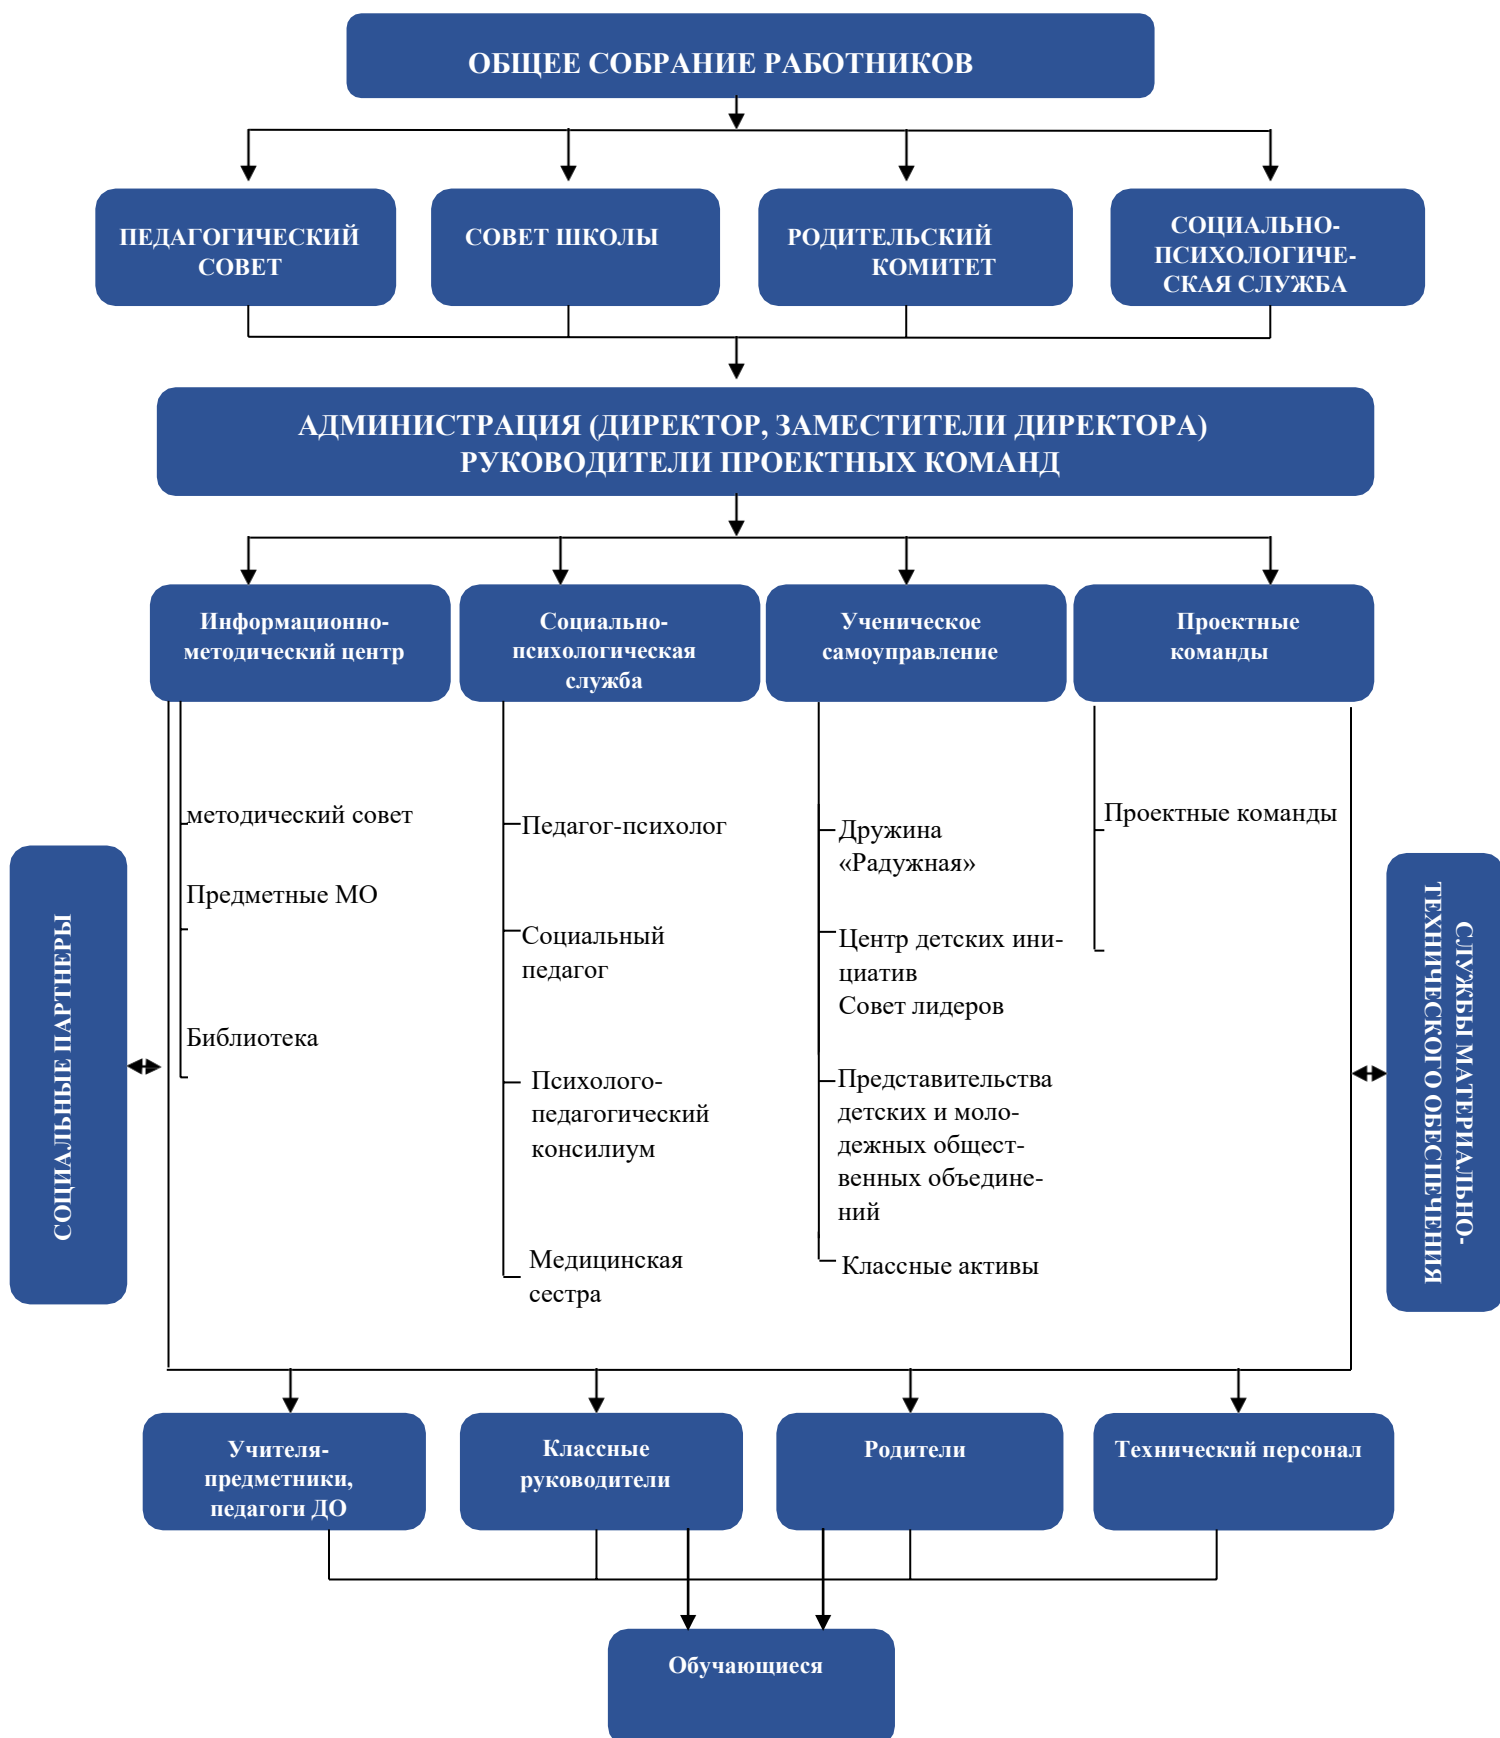 ОБЩЕЕ СОБРАНИЕ РАБОТНИКОВ
ПЕДАГОГИЧЕСКИЙ
СОВЕТ
СОВЕТ ШКОЛЫ
РОДИТЕЛЬСКИЙ
КОМИТЕТ
СОЦИАЛЬНО-
ПСИХОЛОГИЧЕ-
СКАЯ СЛУЖБА
АДМИНИСТРАЦИЯ (ДИРЕКТОР, ЗАМЕСТИТЕЛИ ДИРЕКТОРА)
РУКОВОДИТЕЛИ ПРОЕКТНЫХ КОМАНД
Информационно-
методический центр
Социально-
психологическая
служба
Ученическое
самоуправление
Проектные
команды
методический совет
Предметные МО
Библиотека
Педагог-психолог
Социальный
педагог
Психолого-
педагогический
консилиум
Медицинская
сестра
Дружина
«Радужная»
Центр детских ини-
циатив
Совет лидеров
Представительства
детских и моло-
дежных общест-
венных объедине-
ний
Классные активы
Проектные команды
СОЦИАЛЬНЫЕ ПАРТНЕРЫ
СЛУЖБЫ МАТЕРИАЛЬНО-
ТЕХНИЧЕСКОГО ОБЕСПЕЧЕНИЯ
Учителя-
предметники,
педагоги ДО
Классные
руководители
Родители
Технический персонал
Обучающиеся